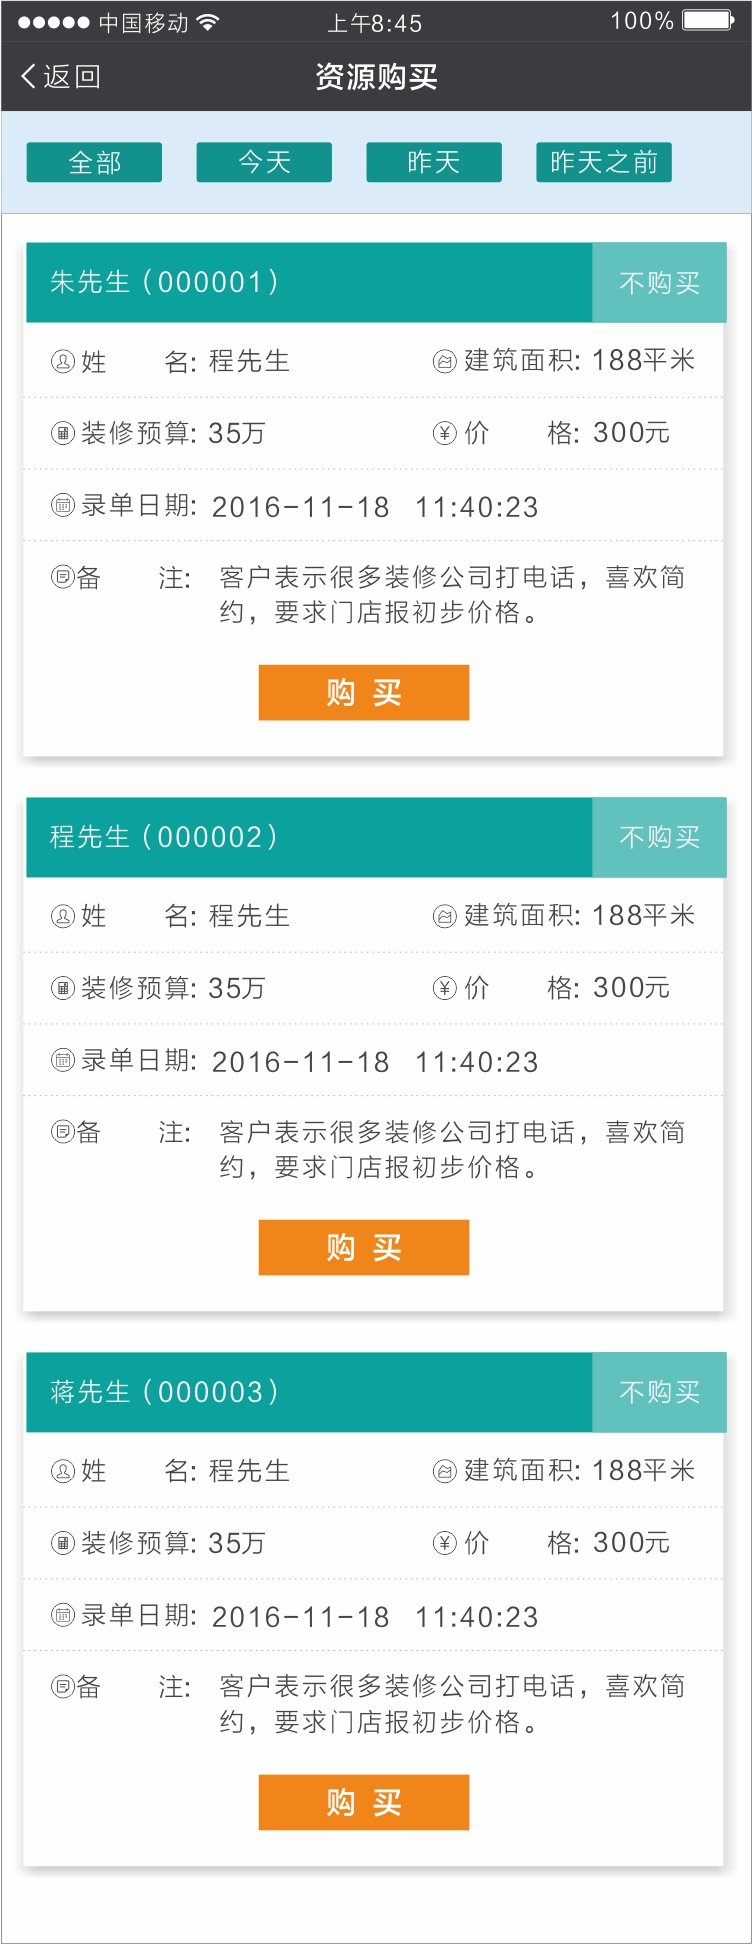 中国移动 上午8:45 100%
返回 资源购买
全部 今天 昨天 昨天之前
朱先生（000001） 不购买
姓 名: 程先生 建筑面积: 188平米
装修预算: 35万 ¥ 价 格: 300元
录单日期: 2016-11-18 11:40:23
备 注: 客户表示很多装修公司打电话，喜欢简
约，要求门店报初步价格。
购 买
程先生（000002） 不购买
姓 名: 程先生 建筑面积: 188平米
装修预算: 35万 ¥ 价 格: 300元
录单日期: 2016-11-18 11:40:23
备 注: 客户表示很多装修公司打电话，喜欢简
约，要求门店报初步价格。
购 买
蒋先生（000003） 不购买
姓 名: 程先生 建筑面积: 188平米
装修预算: 35万 ¥ 价 格: 300元
录单日期: 2016-11-18 11:40:23
备 注: 客户表示很多装修公司打电话，喜欢简
约，要求门店报初步价格。
购 买